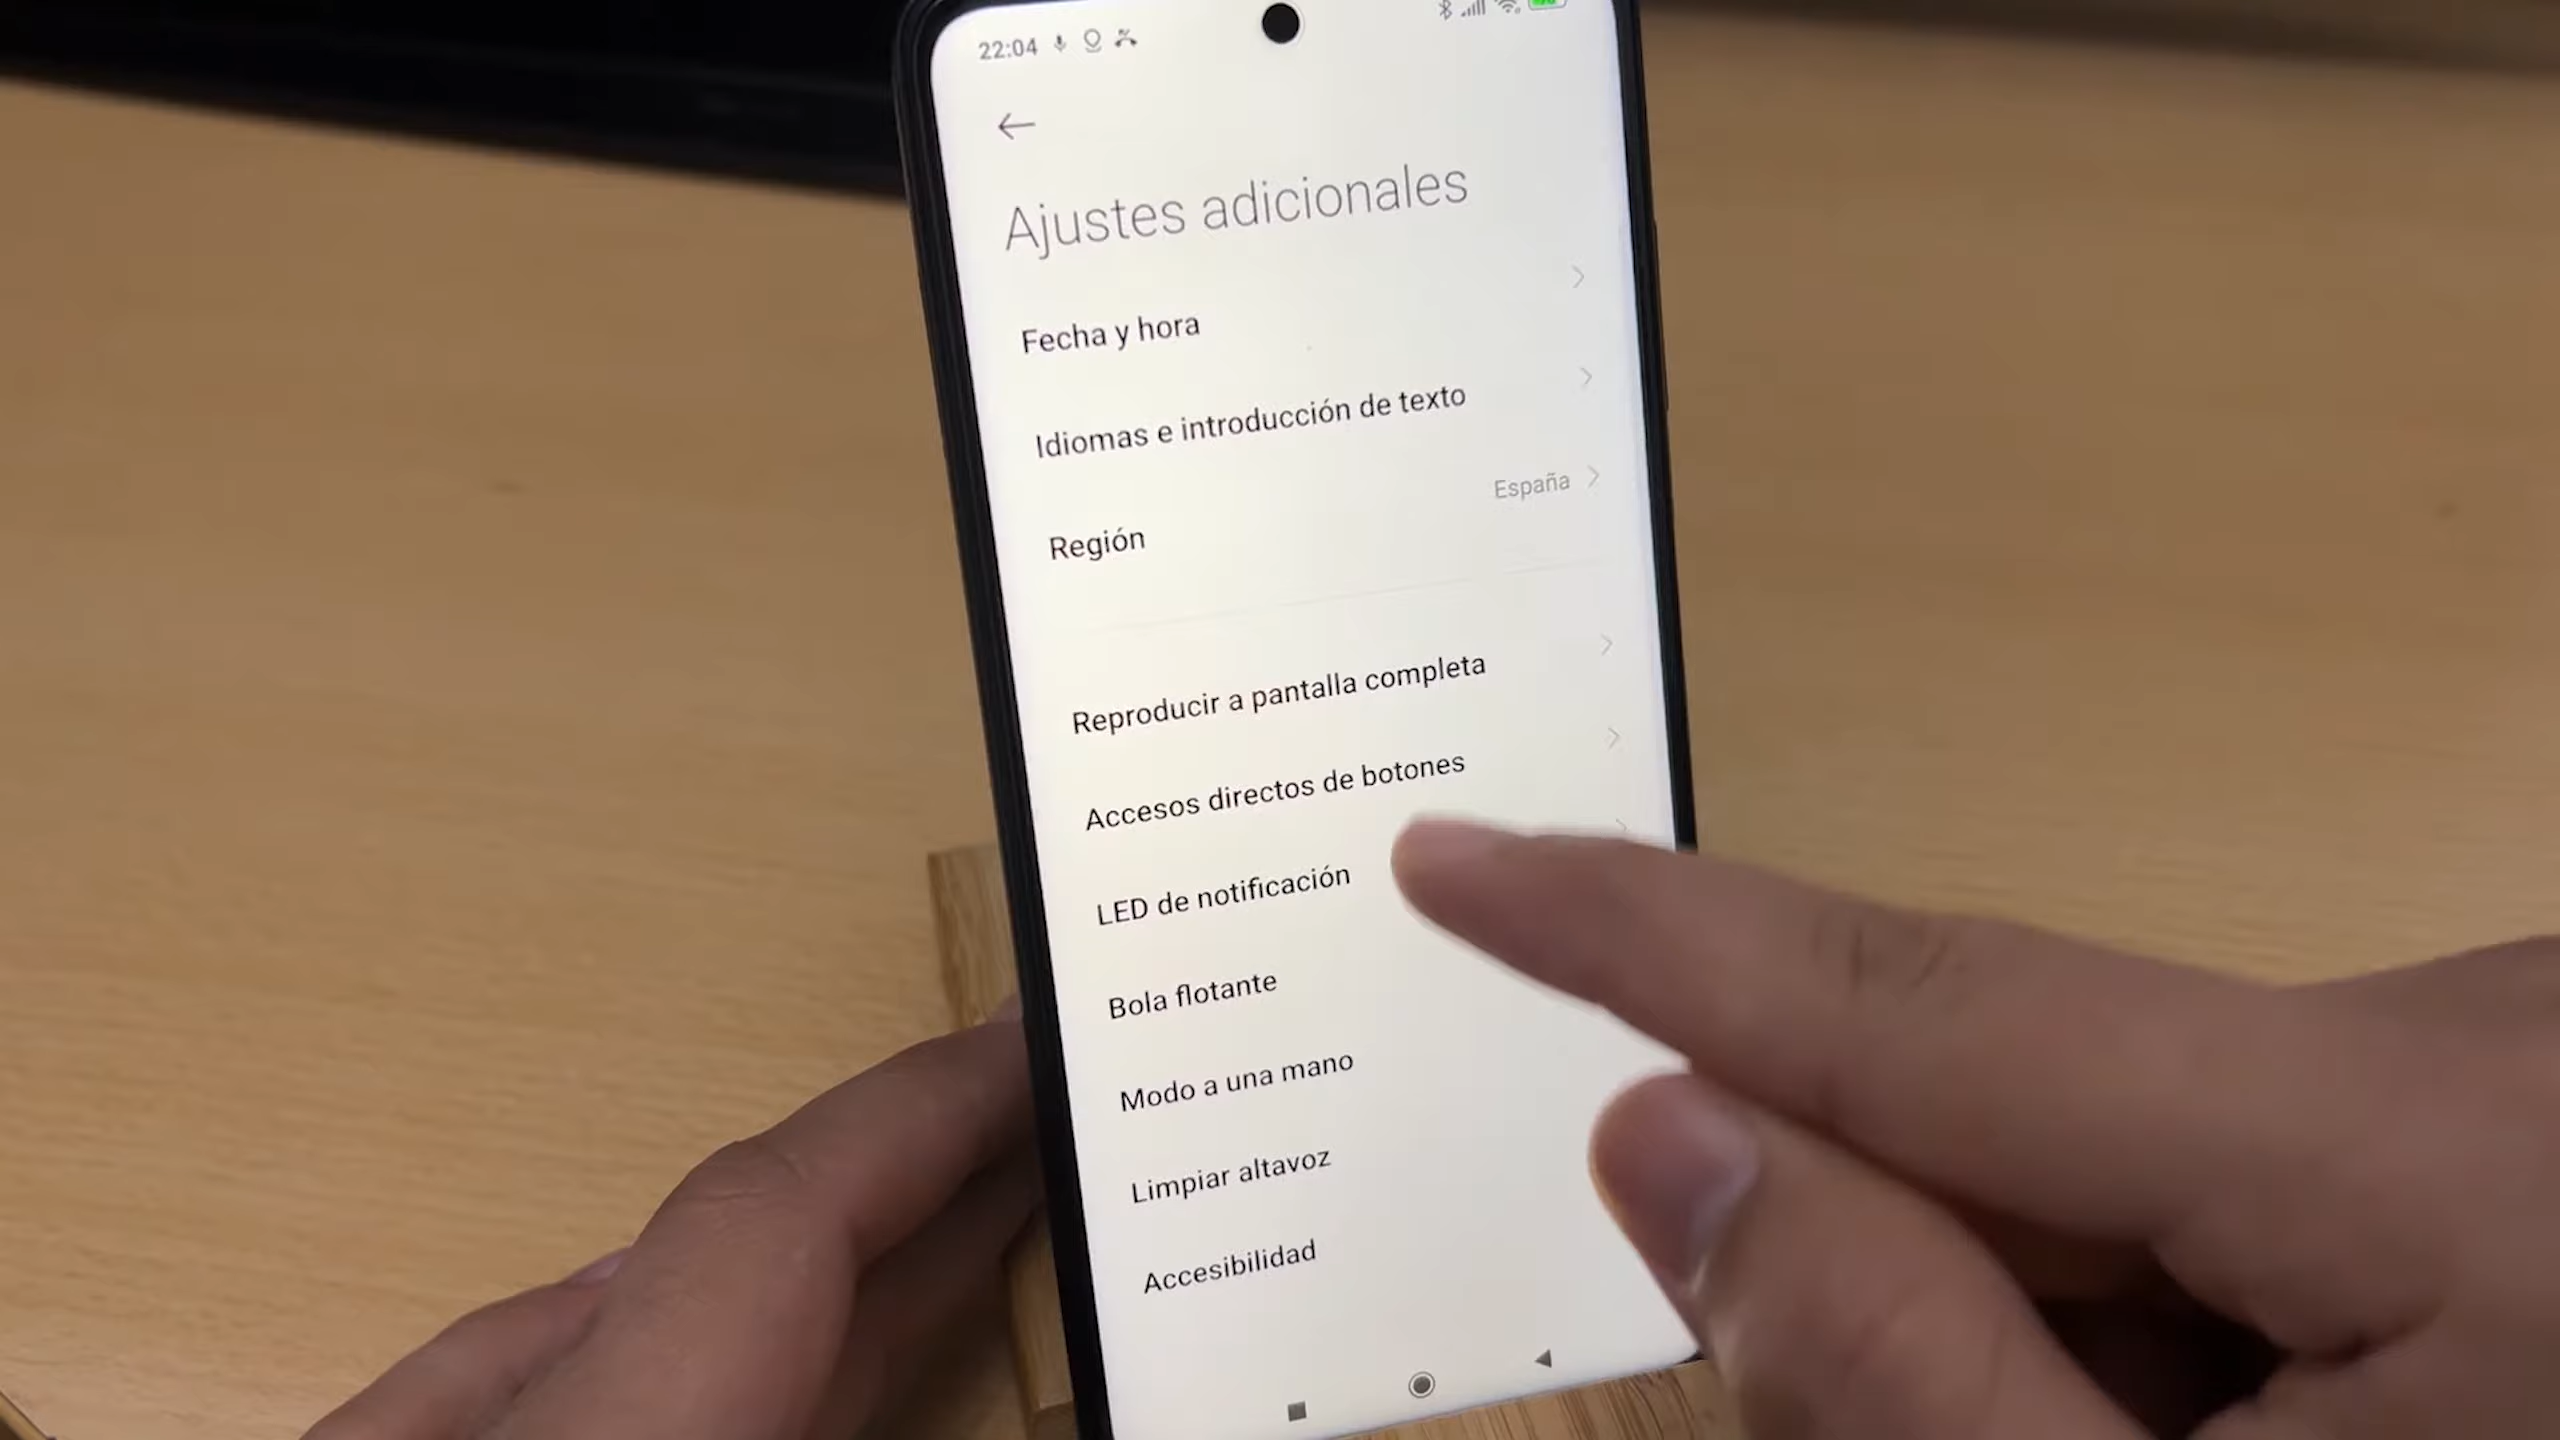 22:04
Ajustes adicionales
Fecha y hora
Idiomas e introducción de texto
Región España
Reproducir a pantalla completa
Accesos directos de botones
LED de notificación
Bola flotante
Modo a una mano
Limpiar altavoz
Accesibilidad